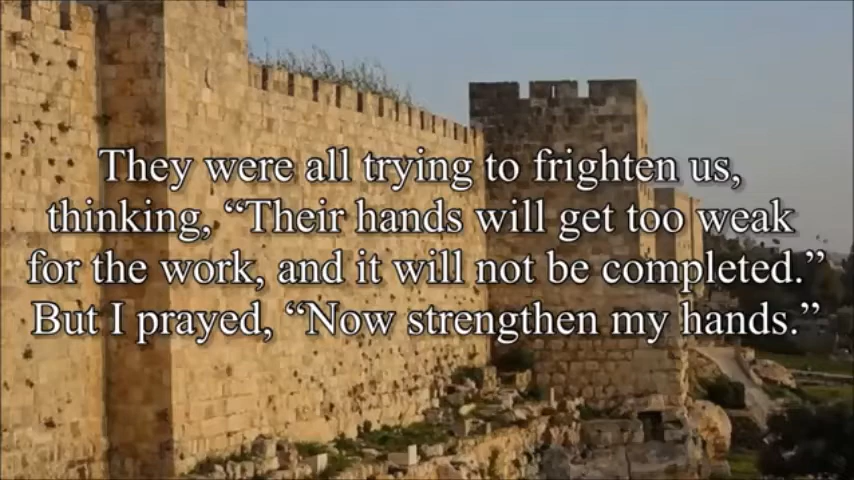 They were all trying to frighten us,
thinking, “Their hands will get too weak
for the work, and it will not be completed.”
But I prayed, “Now strengthen my hands.”